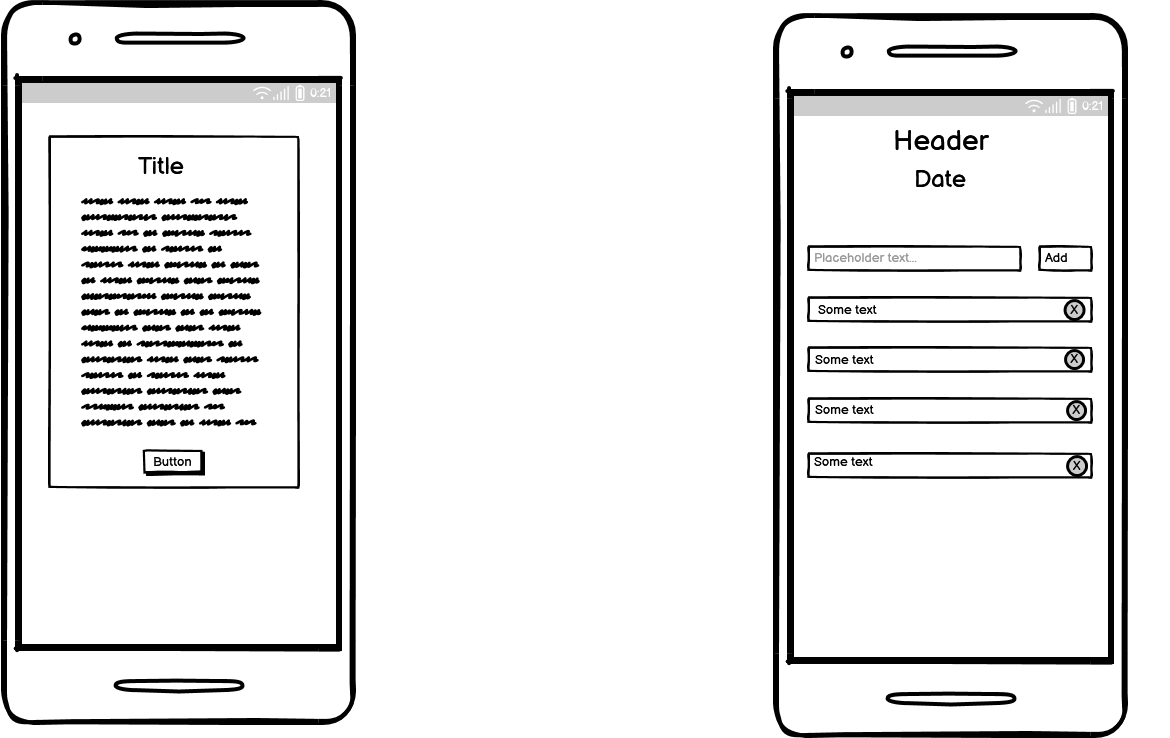 0:21
Title
Button
0:21
Header
Date
Placeholder text...
Add
Some text
X
Some text
X
Some text
X
Some text
X